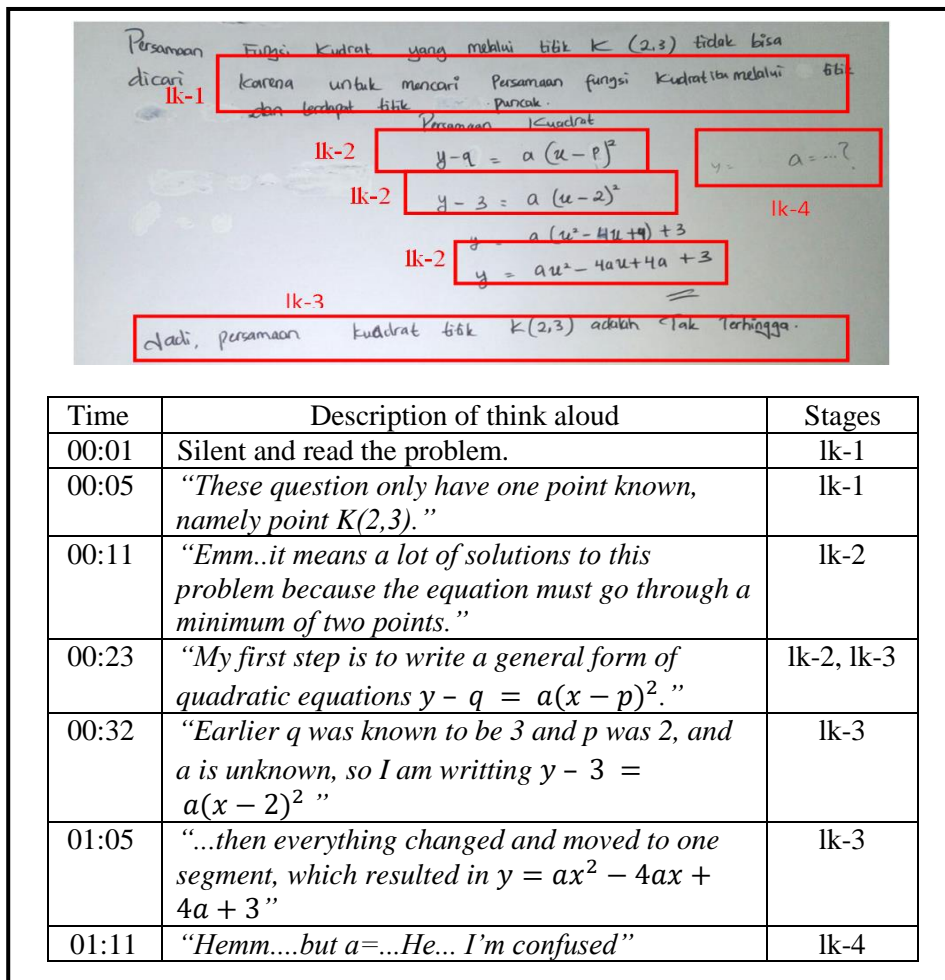 Persamaan Fungsi Kudrat yang melalui titik K (2,3) tidak bisa
dicari karena untuk mencari Persamaan fungsi Kudrat itu melalui titik
lk-1
dan terdapat titik puncak.
Persamaan Kuadrat
lk-2
y-q = a (x-p)²
y= a = ...?
lk-2
y - 3 = a (x-2)²
lk-4
y = a (x² - 4x + 4) + 3
lk-2
y = ax² - 4ax + 4a + 3
lk-3
Jadi, persamaan kuadrat titik K(2,3) adalah Tak Terhingga.
Time Description of think aloud Stages
00:01 Silent and read the problem. lk-1
00:05 “These question only have one point known, lk-1
namely point K(2,3).”
00:11 “Emm..it means a lot of solutions to this lk-2
problem because the equation must go through a
minimum of two points.”
00:23 “My first step is to write a general form of lk-2, lk-3
quadratic equations y – q = a(x − p)².”
00:32 “Earlier q was known to be 3 and p was 2, and lk-3
a is unknown, so I am writting y – 3 =
a(x − 2)² ”
01:05 “...then everything changed and moved to one lk-3
segment, which resulted in y = ax² − 4ax +
4a + 3”
01:11 “Hemm....but a=...He... I’m confused” lk-4